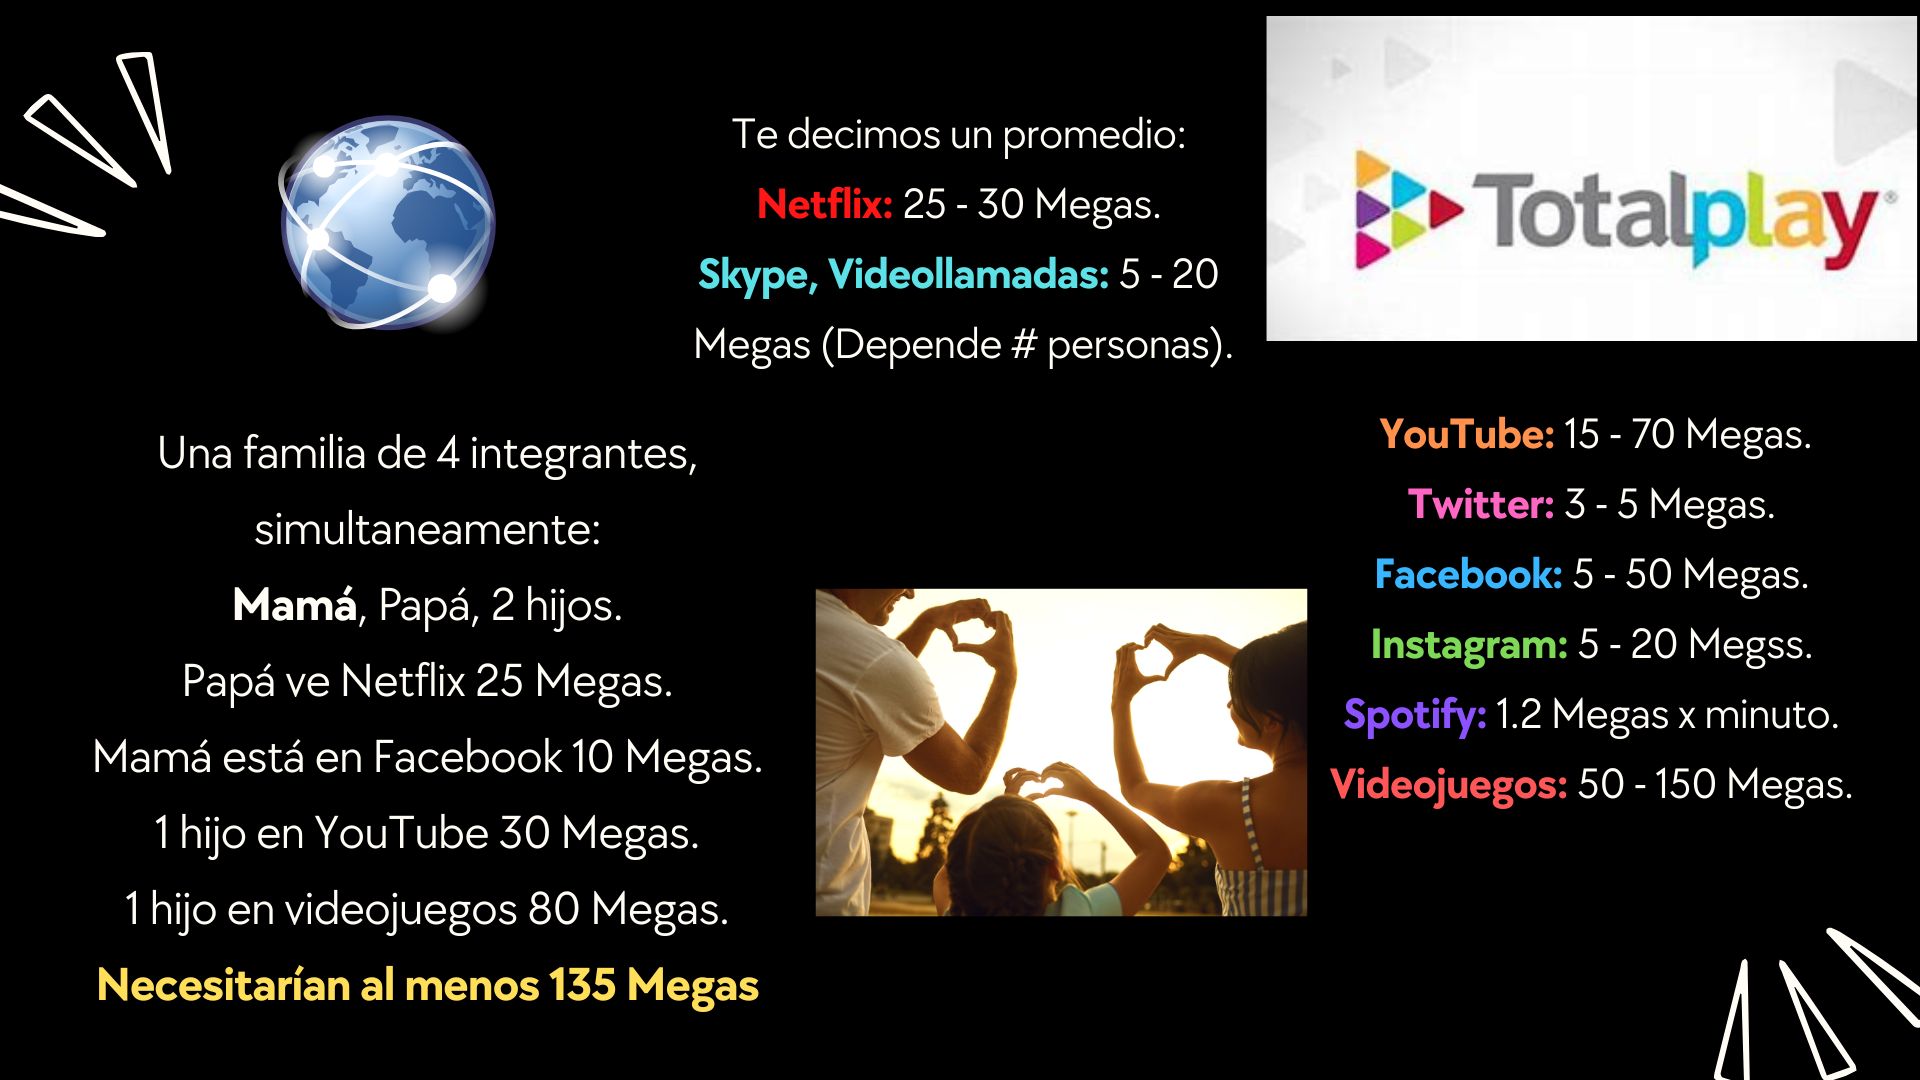 Te decimos un promedio:
Netflix: 25 - 30 Megas.
Skype, Videollamadas: 5 - 20
Megas (Depende # personas).
Totalplay®
Una familia de 4 integrantes,
simultaneamente:
Mamá, Papá, 2 hijos.
Papá ve Netflix 25 Megas.
Mamá está en Facebook 10 Megas.
1 hijo en YouTube 30 Megas.
1 hijo en videojuegos 80 Megas.
Necesitarían al menos 135 Megas
YouTube: 15 - 70 Megas.
Twitter: 3 - 5 Megas.
Facebook: 5 - 50 Megas.
Instagram: 5 - 20 Megss.
Spotify: 1.2 Megas x minuto.
Videojuegos: 50 - 150 Megas.